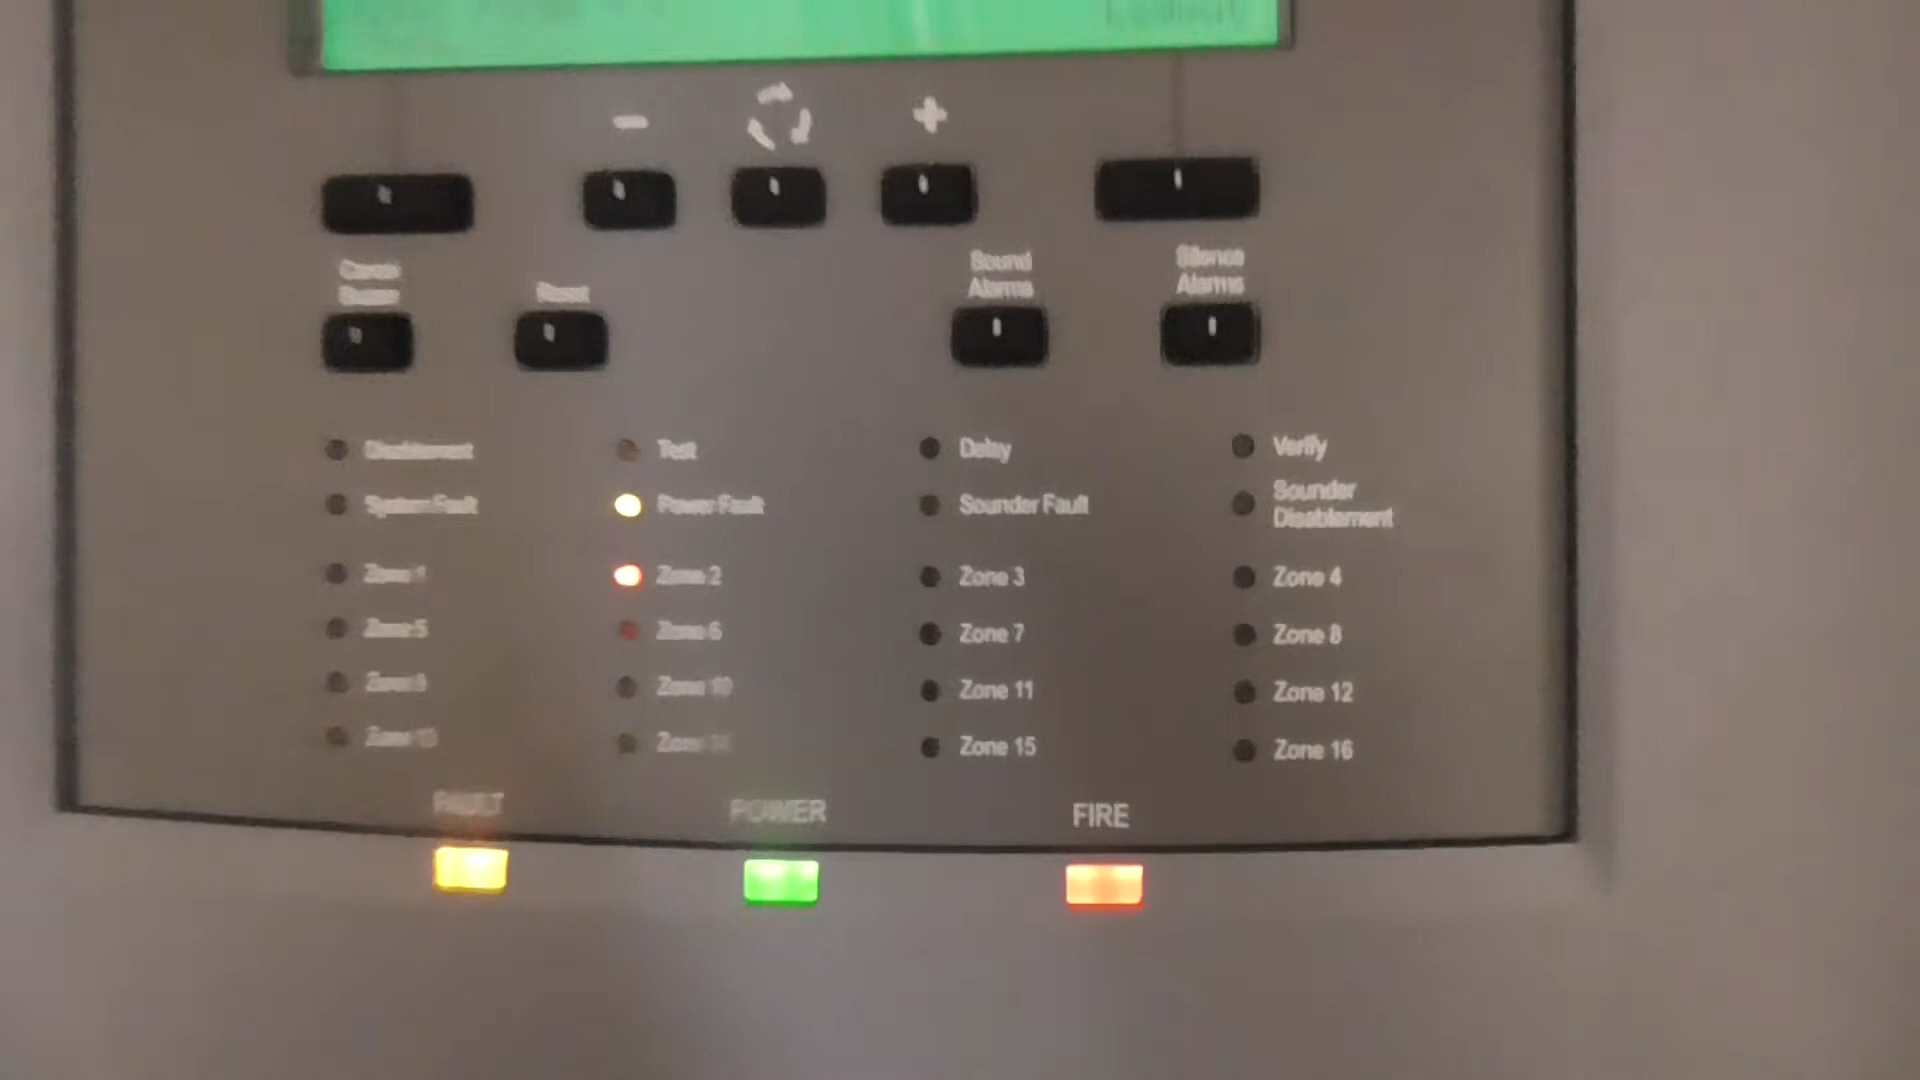 - +
Sound Silence
Alarms Alarms
Reset
Disablement Test Delay Verify
System Fault Power Fault Sounder Fault Sounder
Disablement
Zone 1 Zone 2 Zone 3 Zone 4
Zone 5 Zone 6 Zone 7 Zone 8
Zone 9 Zone 10 Zone 11 Zone 12
Zone 13 Zone 14 Zone 15 Zone 16
FAULT POWER FIRE